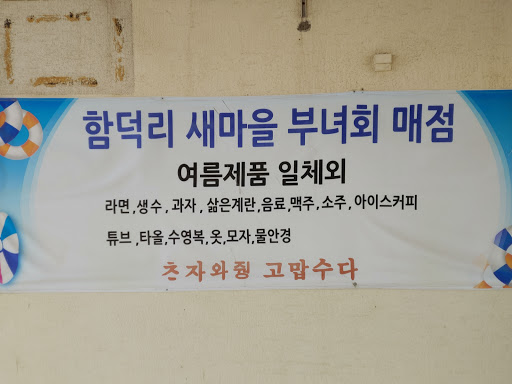 함덕리 새마을 부녀회 매점
여름제품 일체외
라면,생수,과자,삶은계란,음료,맥주,소주,아이스커피
튜브,타올,수영복,옷,모자,물안경
촌자와줭 고맙수다